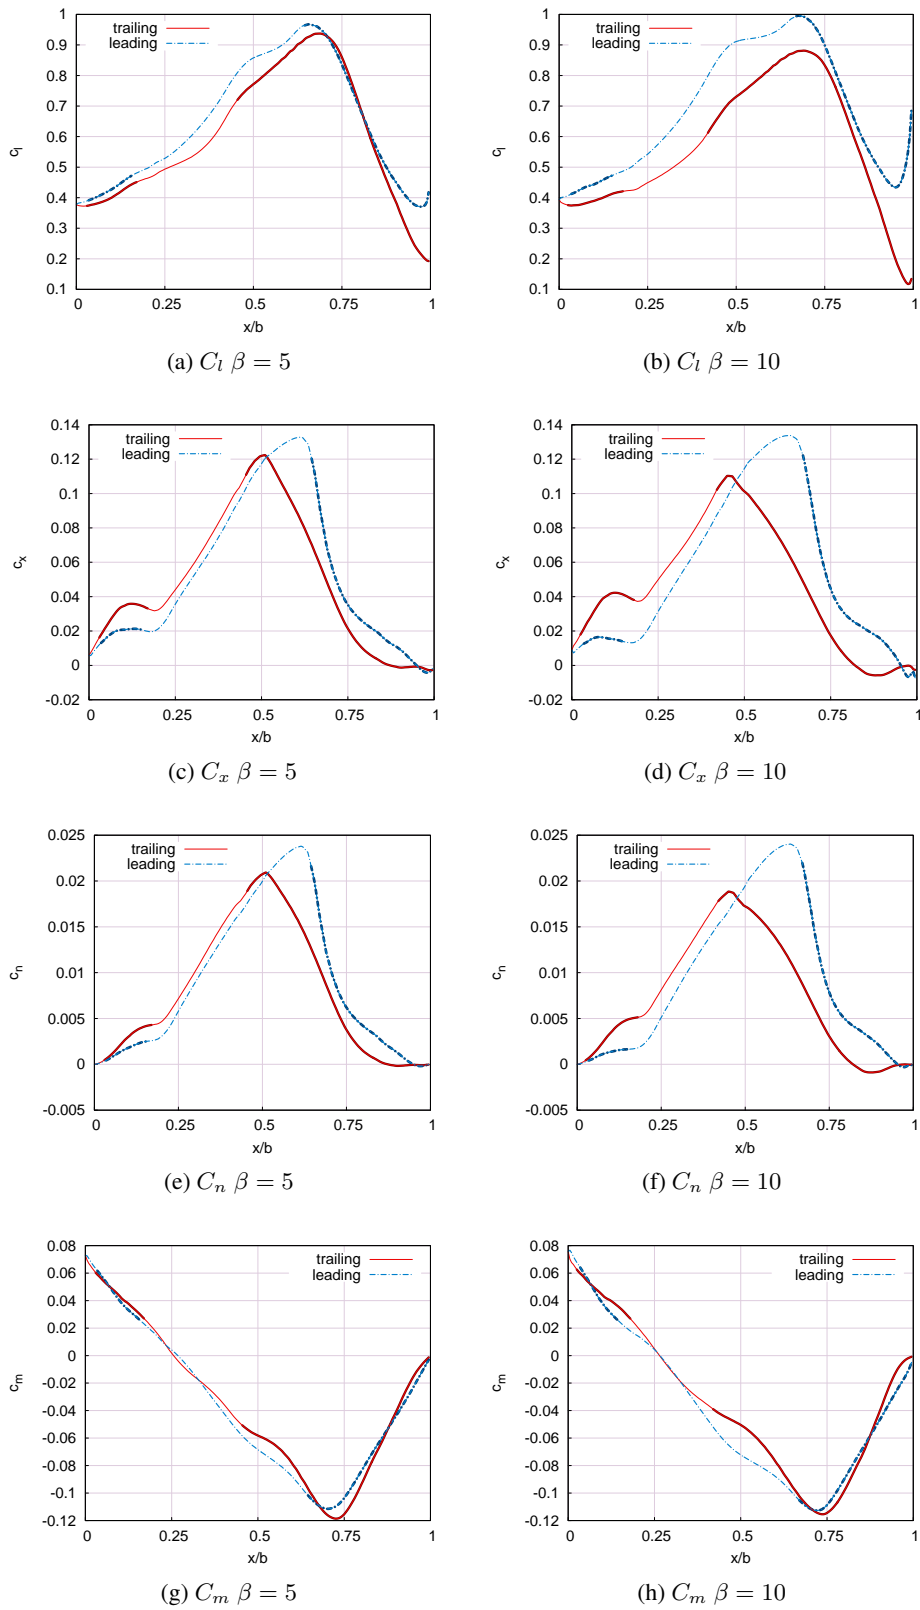 trailing
leading
1
0.9
0.8
0.7
0.6
0.5
0.4
0.3
0.2
0.1
c_l
0 0.25 0.5 0.75 1
x/b
(a) C_l β = 5
trailing
leading
1
0.9
0.8
0.7
0.6
0.5
0.4
0.3
0.2
0.1
c_l
0 0.25 0.5 0.75 1
x/b
(b) C_l β = 10
trailing
leading
0.14
0.12
0.1
0.08
0.06
0.04
0.02
0
-0.02
c_x
0 0.25 0.5 0.75 1
x/b
(c) C_x β = 5
trailing
leading
0.14
0.12
0.1
0.08
0.06
0.04
0.02
0
-0.02
c_x
0 0.25 0.5 0.75 1
x/b
(d) C_x β = 10
trailing
leading
0.025
0.02
0.015
0.01
0.005
0
-0.005
c_n
0 0.25 0.5 0.75 1
x/b
(e) C_n β = 5
trailing
leading
0.025
0.02
0.015
0.01
0.005
0
-0.005
c_n
0 0.25 0.5 0.75 1
x/b
(f) C_n β = 10
trailing
leading
0.08
0.06
0.04
0.02
0
-0.02
-0.04
-0.06
-0.08
-0.1
-0.12
c_m
0 0.25 0.5 0.75 1
x/b
(g) C_m β = 5
trailing
leading
0.08
0.06
0.04
0.02
0
-0.02
-0.04
-0.06
-0.08
-0.1
-0.12
c_m
0 0.25 0.5 0.75 1
x/b
(h) C_m β = 10